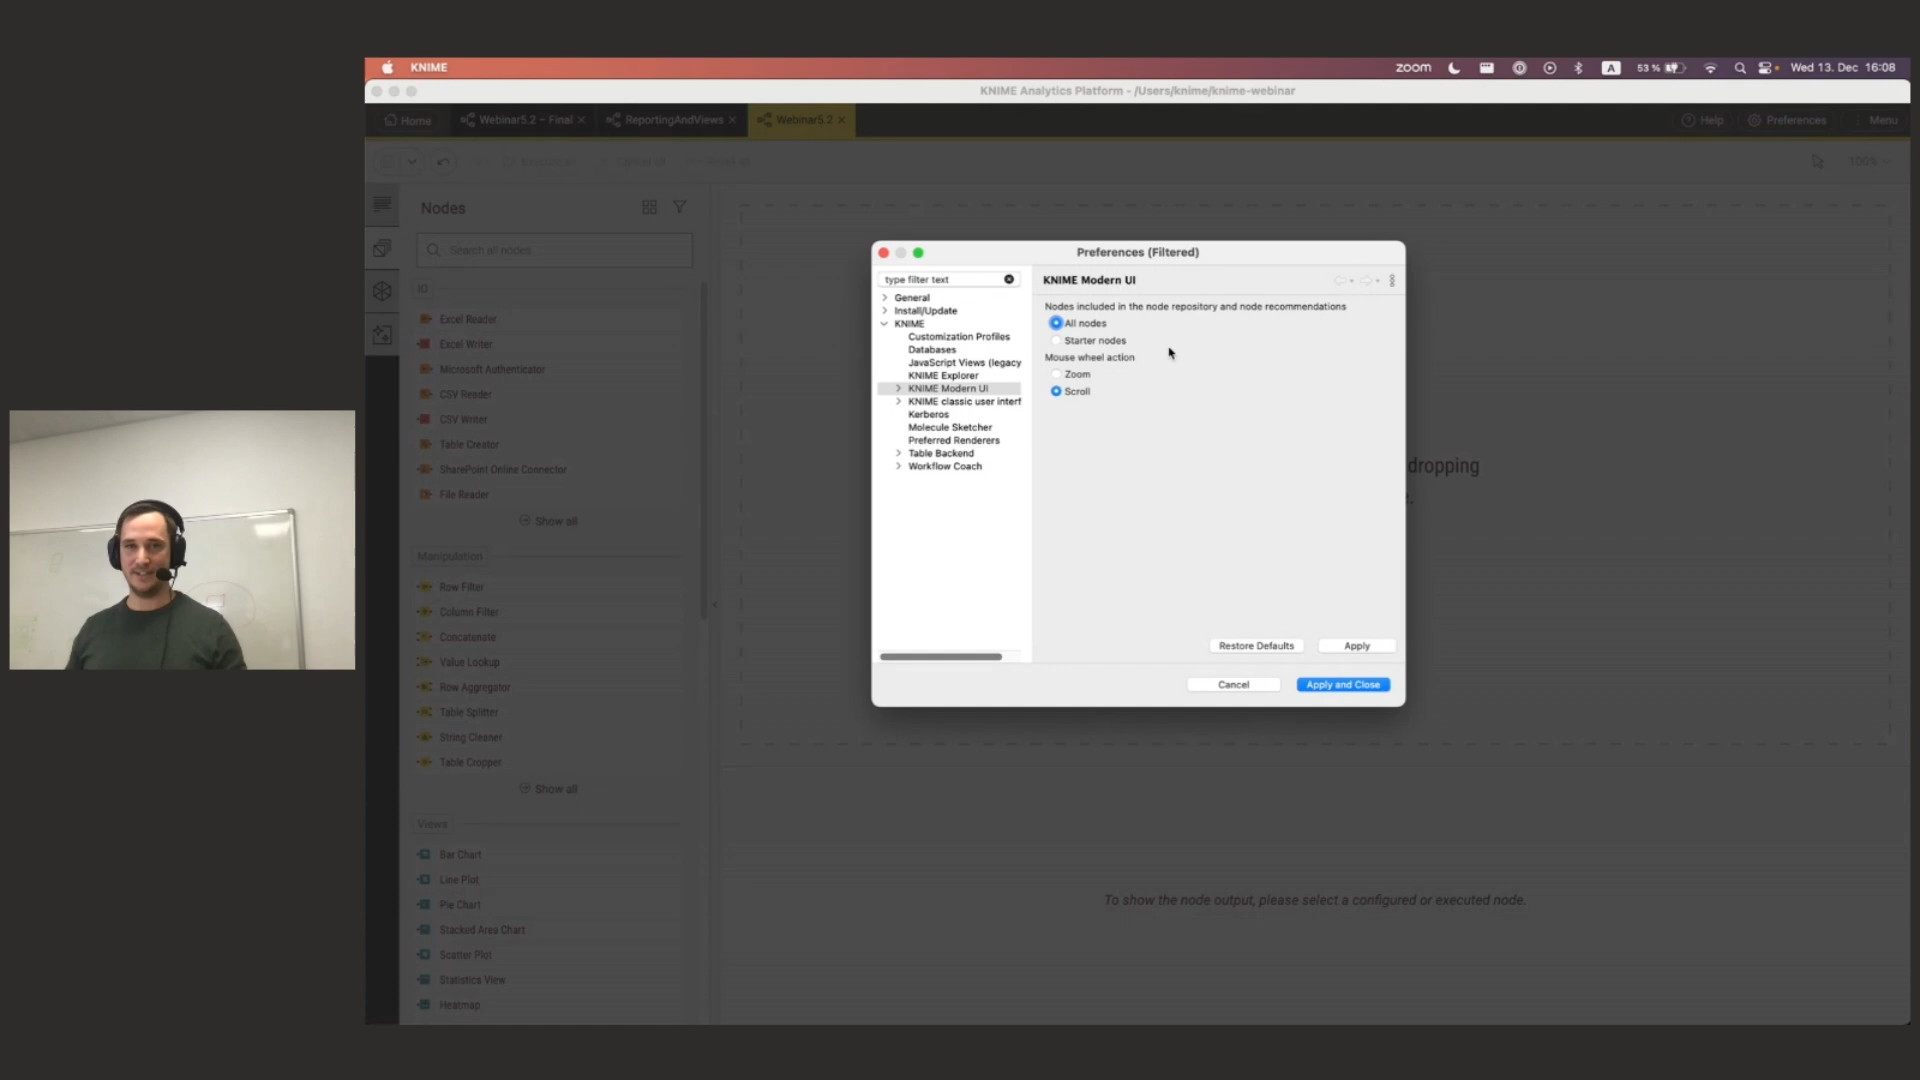 KNIME
zoom
A
53 %
Wed 13. Dec 16:08
KNIME Analytics Platform - /Users/knime/knime-webinar
Home
Webinar5.2 - Final
ReportingAndViews
Webinar5.2
Help
Preferences
Menu
100%
Nodes
Search all nodes
IO
Excel Reader
Excel Writer
Microsoft Authenticator
CSV Reader
CSV Writer
Table Creator
SharePoint Online Connector
File Reader
Show all
Manipulation
Row Filter
Column Filter
Concatenate
Value Lookup
Row Aggregator
Table Splitter
String Cleaner
Table Cropper
Show all
Views
Bar Chart
Line Plot
Pie Chart
Stacked Area Chart
Scatter Plot
Statistics View
Heatmap
Preferences (Filtered)
type filter text
General
Install/Update
KNIME
Customization Profiles
Databases
JavaScript Views (legacy
KNIME Explorer
KNIME Modern UI
KNIME classic user interf
Kerberos
Molecule Sketcher
Preferred Renderers
Table Backend
Workflow Coach
KNIME Modern UI
Nodes included in the node repository and node recommendations
All nodes
Starter nodes
Mouse wheel action
Zoom
Scroll
Restore Defaults
Apply
Cancel
Apply and Close
dropping
To show the node output, please select a configured or executed node.